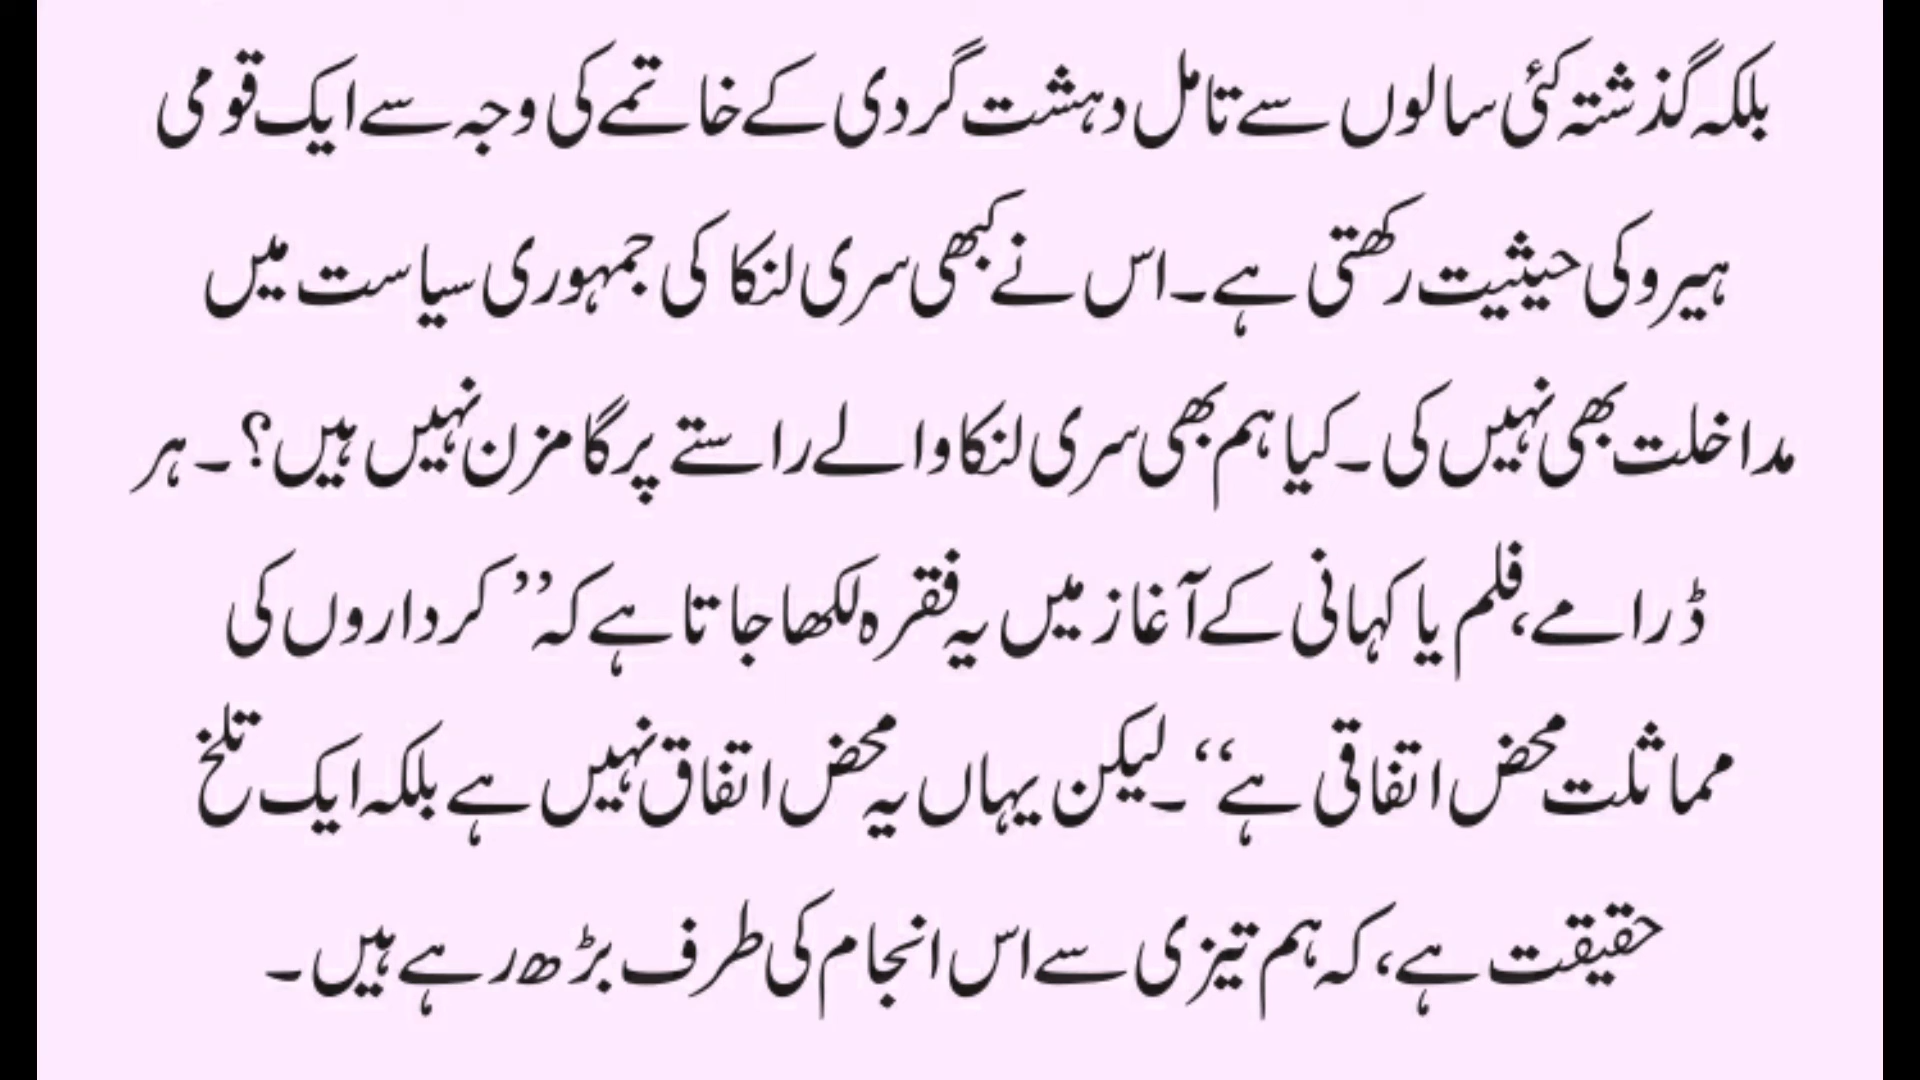 بلکہ گذشتہ کئی سالوں سے تامل دہشت گردی کے خاتمے کی وجہ سے ایک قومی
ہیرو کی حیثیت رکھتی ہے۔ اس نے کبھی سری لنکا کی جمہوری سیاست میں
مداخلت بھی نہیں کی۔ کیا ہم بھی سری لنکا والے راستے پر گامزن نہیں ہیں؟۔ ہر
ڈرامے، فلم یا کہانی کے آغاز میں یہ فقرہ لکھا جاتا ہے کہ ’’کرداروں کی
مماثلت محض اتفاقی ہے‘‘۔ لیکن یہاں یہ محض اتفاق نہیں ہے بلکہ ایک تلخ
حقیقت ہے، کہ ہم تیزی سے اس انجام کی طرف بڑھ رہے ہیں۔